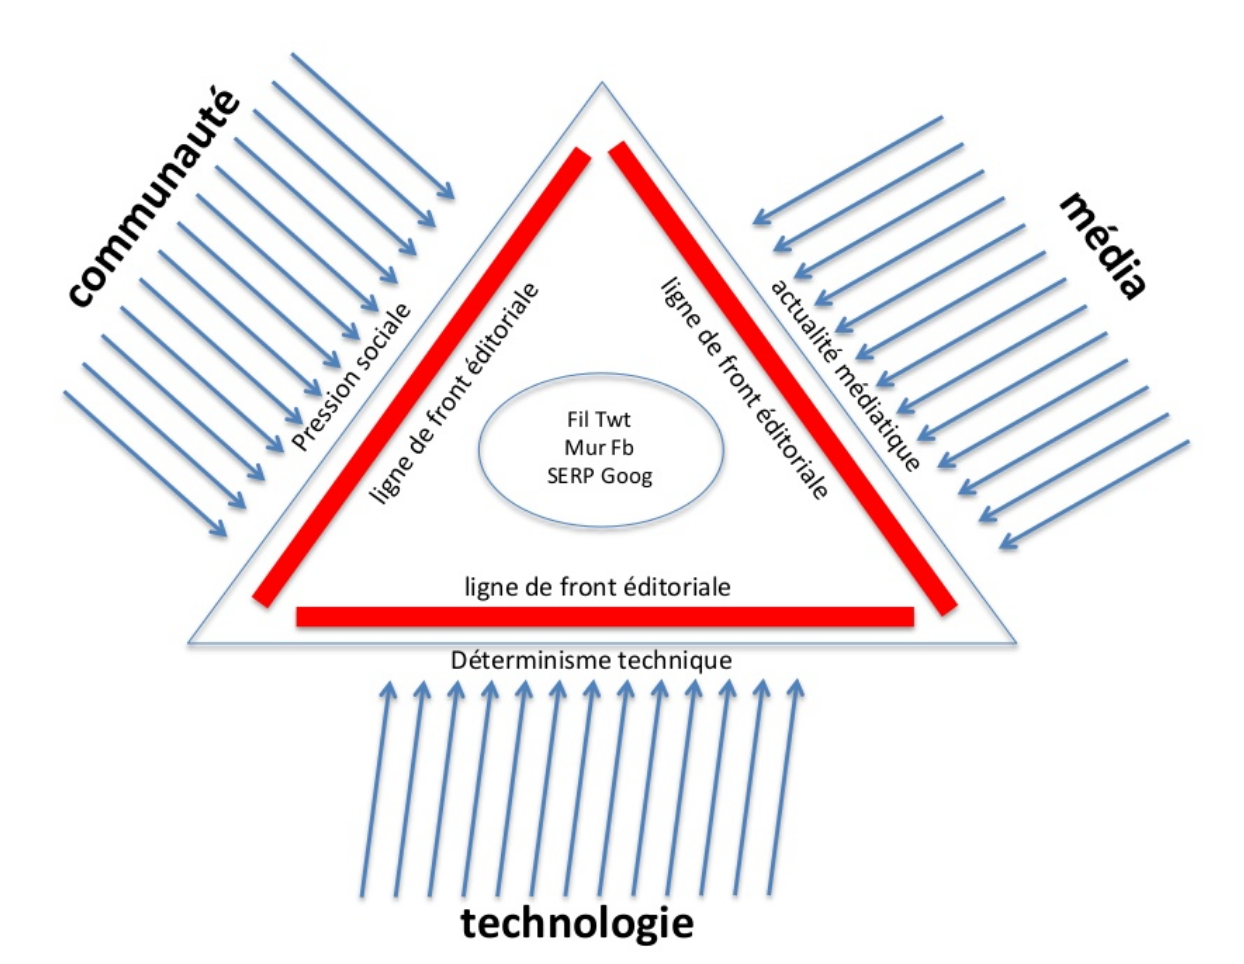 communauté
média
Pression sociale
ligne de front éditoriale
ligne de front éditoriale
actualité médiatique
Fil Twt
Mur Fb
SERP Goog
ligne de front éditoriale
Déterminisme technique
technologie